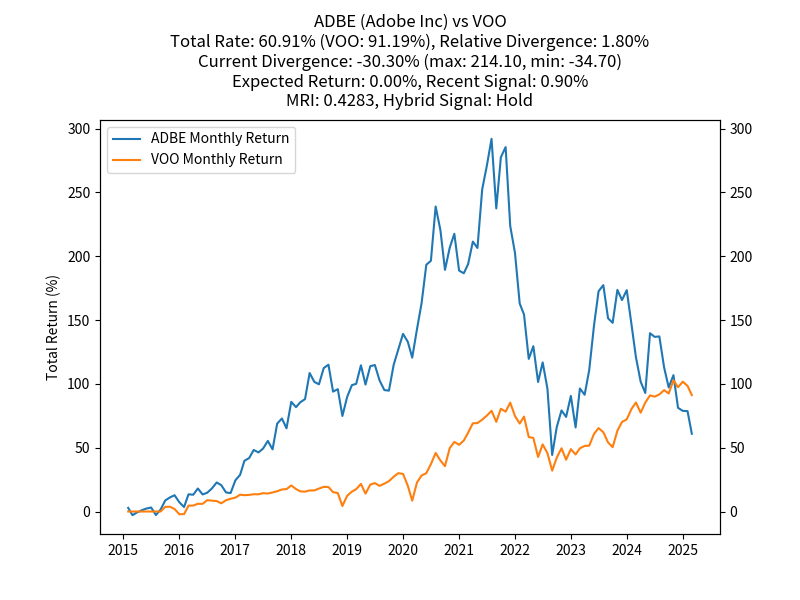 ADBE (Adobe Inc) vs VOO
Total Rate: 60.91% (VOO: 91.19%), Relative Divergence: 1.80%
Current Divergence: -30.30% (max: 214.10, min: -34.70)
Expected Return: 0.00%, Recent Signal: 0.90%
MRI: 0.4283, Hybrid Signal: Hold
ADBE Monthly Return
VOO Monthly Return
Total Return (%)
300
250
200
150
100
50
0
300
250
200
150
100
50
0
2015 2016 2017 2018 2019 2020 2021 2022 2023 2024 2025